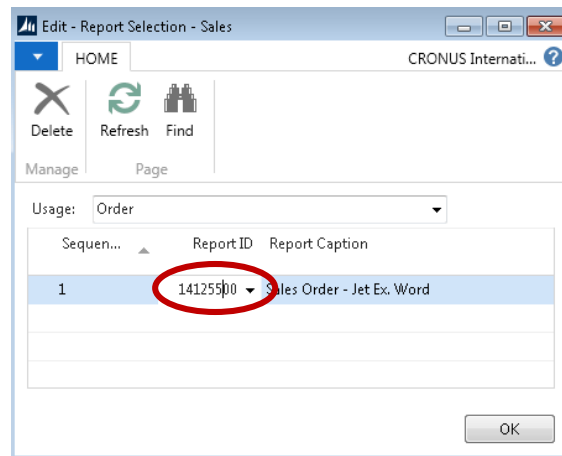 Edit - Report Selection - Sales
HOME
CRONUS Internati... ?
Delete Refresh Find
Manage Page
Usage: Order
Sequen... Report ID Report Caption
1 14125500 Sales Order - Jet Ex. Word
OK